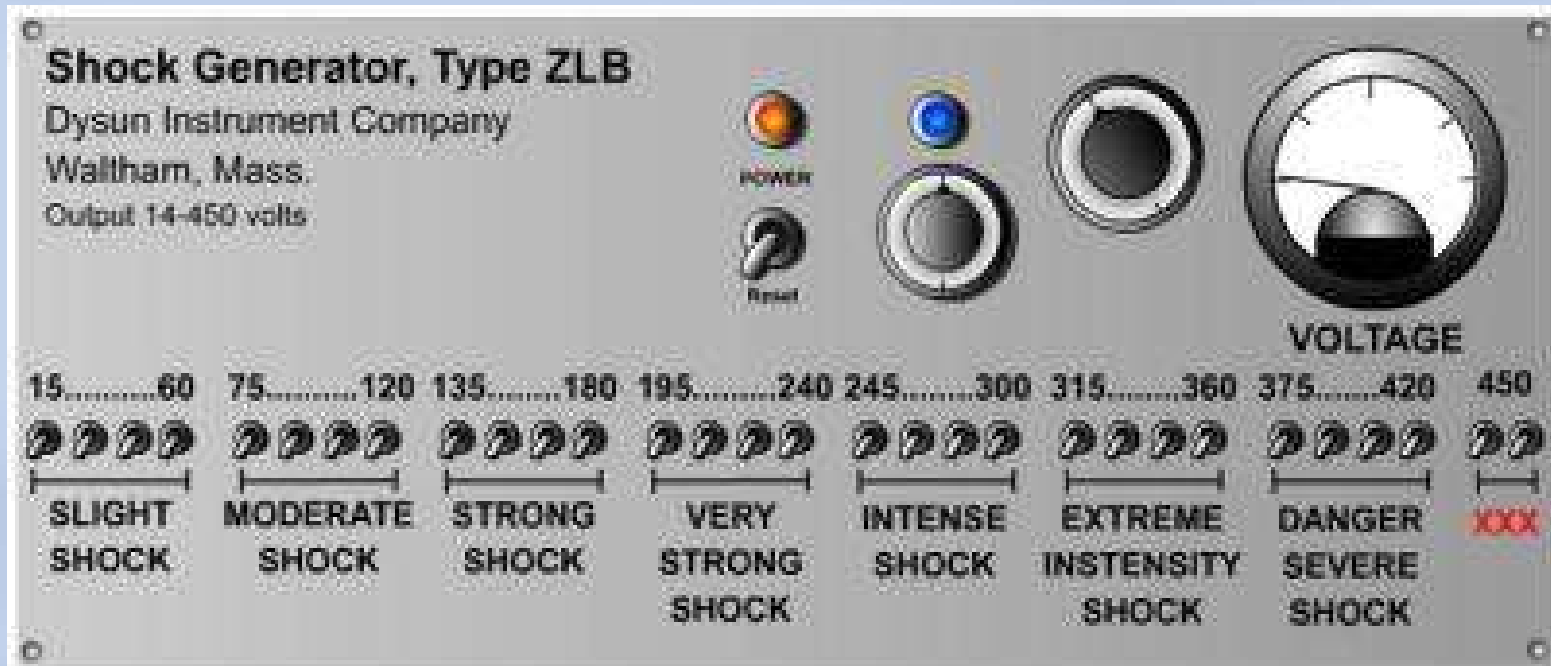 Shock Generator, Type ZLB
Dysun Instrument Company
Waltham, Mass.
Output 14-450 volts
POWER
Reset
VOLTAGE
15..........60 75..........120 135........180 195.........240 245........300 315........360 375........420 450
SLIGHT SHOCK
MODERATE SHOCK
STRONG SHOCK
VERY STRONG SHOCK
INTENSE SHOCK
EXTREME INSTENSITY SHOCK
DANGER SEVERE SHOCK
XXX